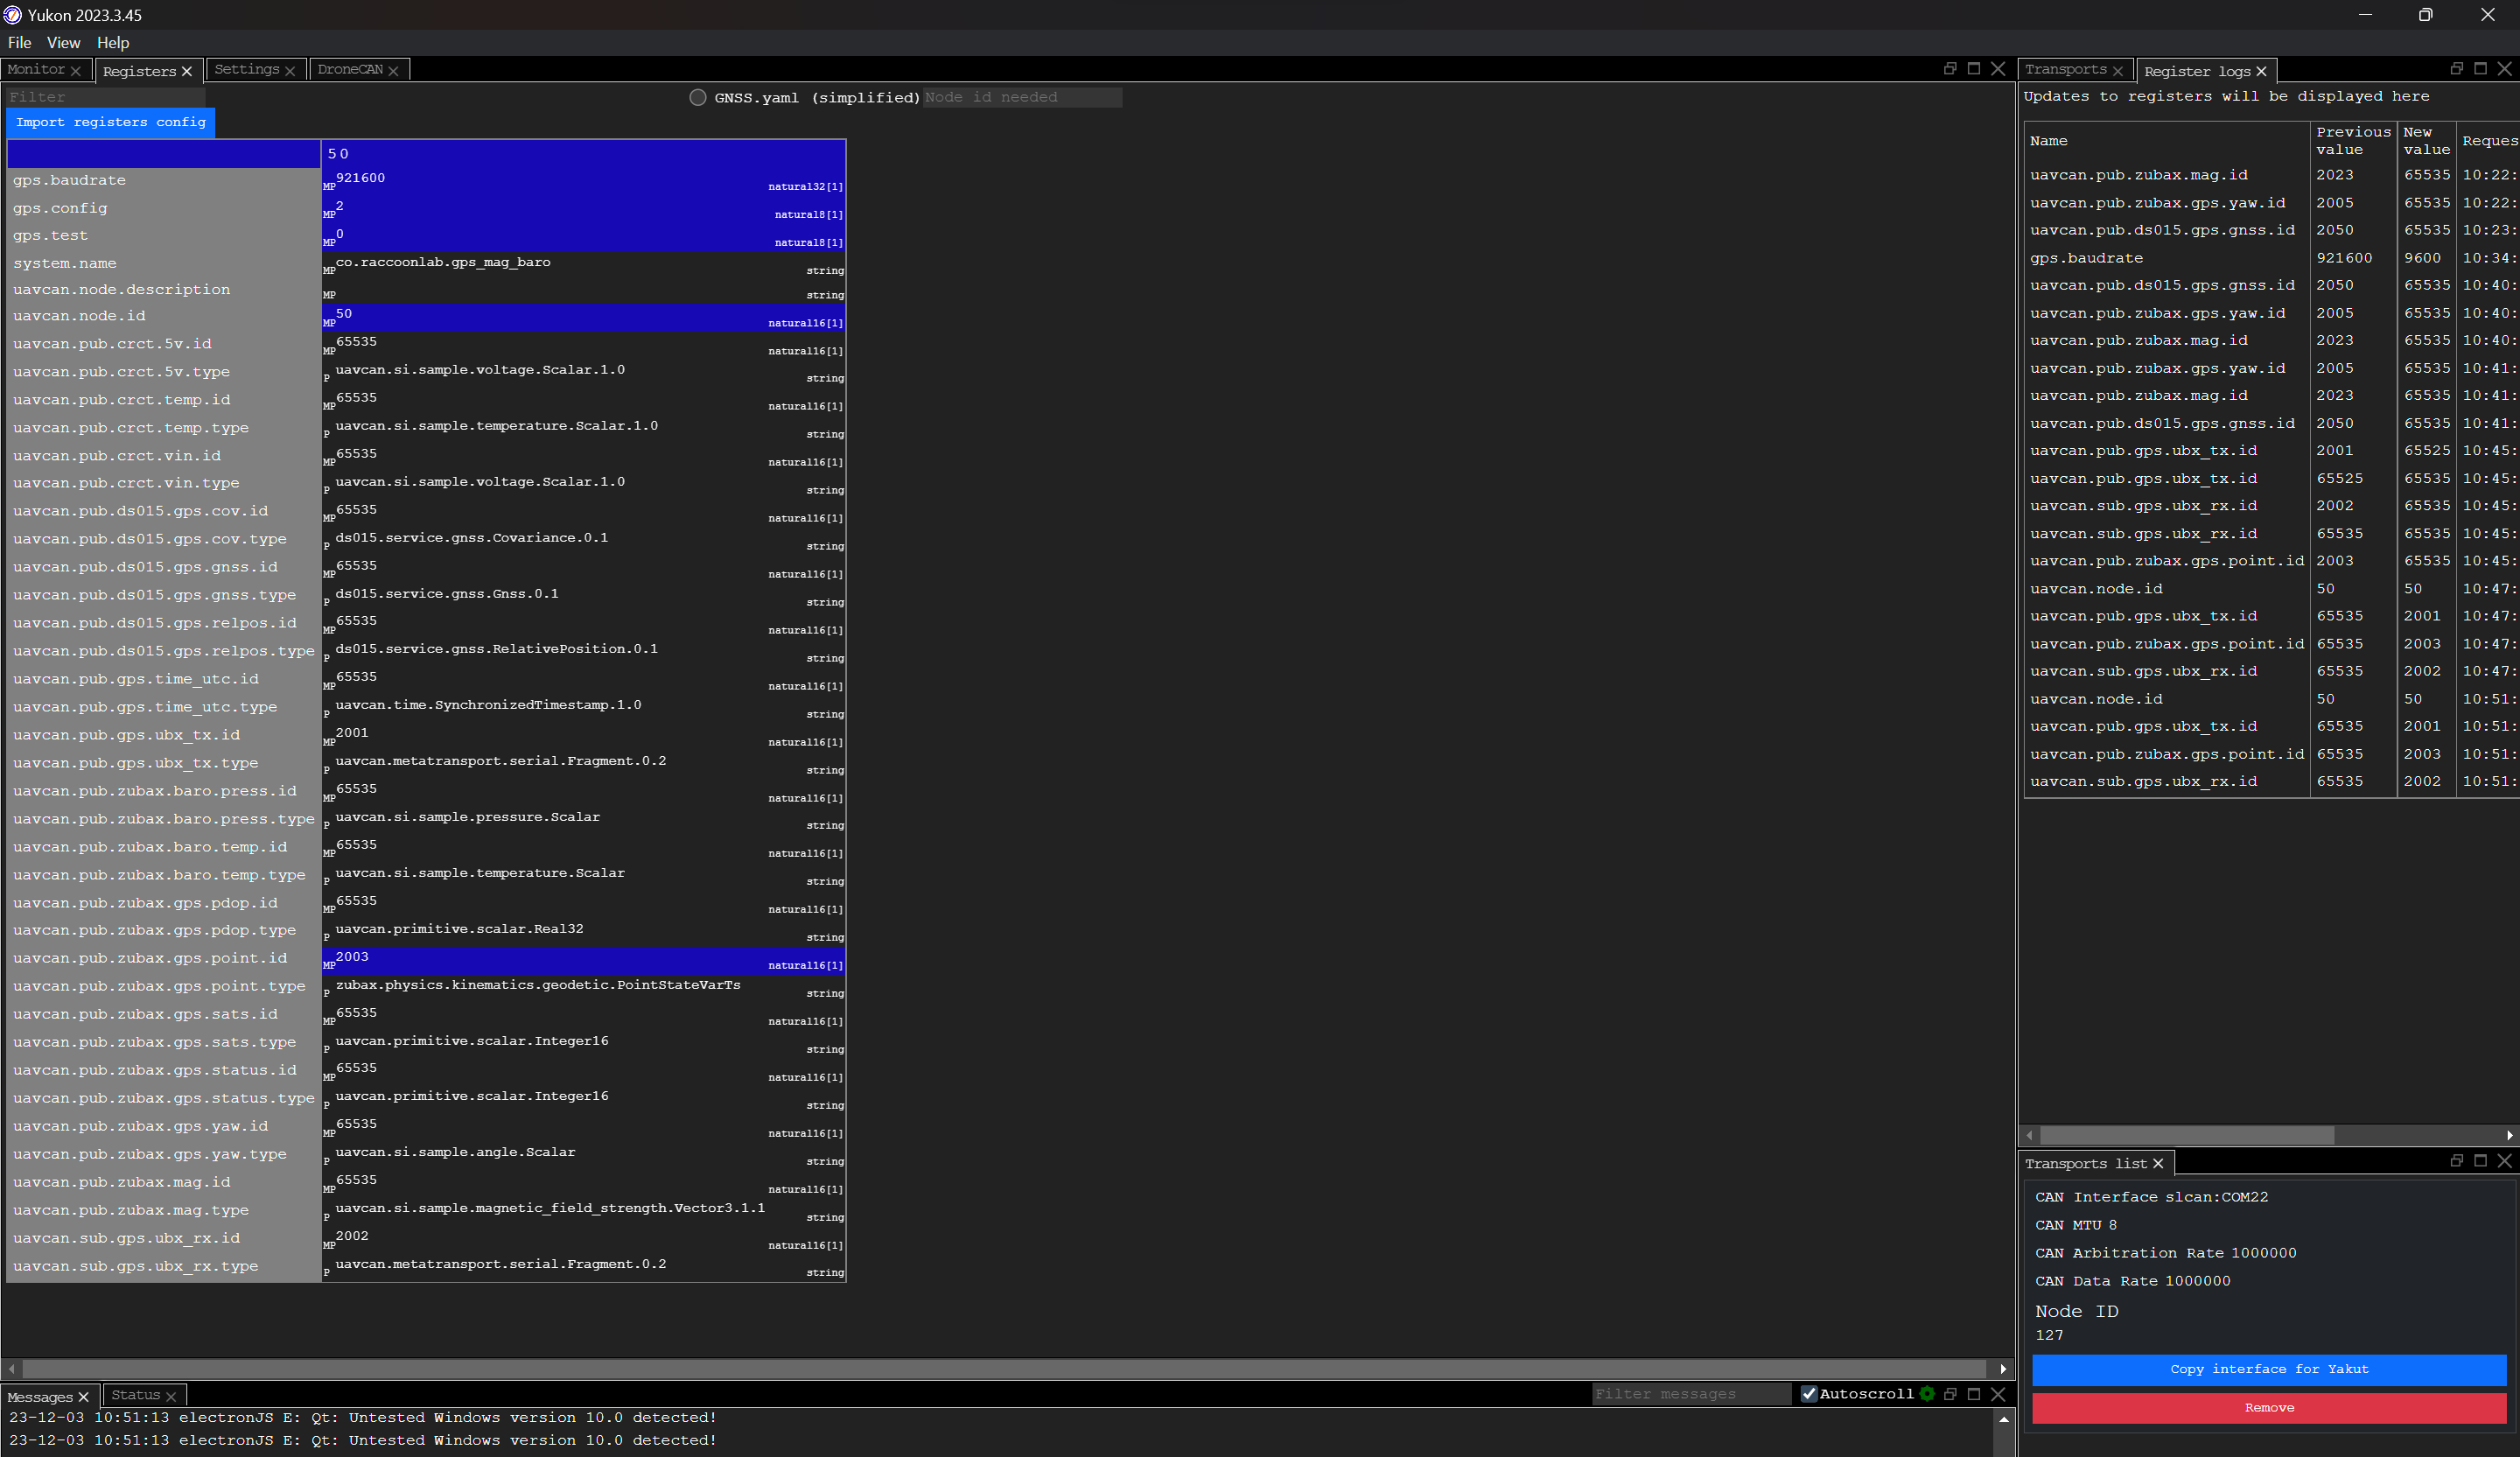 Yukon 2023.3.45
File View Help
Monitor Registers Settings DroneCAN
Filter
GNSS.yaml (simplified) Node id needed
Import registers config
50
gps.baudrate MP 921600 natural32[1]
gps.config MP 2 natural8[1]
gps.test MP 0 natural8[1]
system.name MP co.raccoonlab.gps_mag_baro string
uavcan.node.description MP string
uavcan.node.id MP 50 natural16[1]
uavcan.pub.crct.5v.id MP 65535 natural16[1]
uavcan.pub.crct.5v.type P uavcan.si.sample.voltage.Scalar.1.0 string
uavcan.pub.crct.temp.id MP 65535 natural16[1]
uavcan.pub.crct.temp.type P uavcan.si.sample.temperature.Scalar.1.0 string
uavcan.pub.crct.vin.id MP 65535 natural16[1]
uavcan.pub.crct.vin.type P uavcan.si.sample.voltage.Scalar.1.0 string
uavcan.pub.ds015.gps.cov.id MP 65535 natural16[1]
uavcan.pub.ds015.gps.cov.type P ds015.service.gnss.Covariance.0.1 string
uavcan.pub.ds015.gps.gnss.id MP 65535 natural16[1]
uavcan.pub.ds015.gps.gnss.type P ds015.service.gnss.Gnss.0.1 string
uavcan.pub.ds015.gps.relpos.id MP 65535 natural16[1]
uavcan.pub.ds015.gps.relpos.type P ds015.service.gnss.RelativePosition.0.1 string
uavcan.pub.gps.time_utc.id MP 65535 natural16[1]
uavcan.pub.gps.time_utc.type P uavcan.time.SynchronizedTimestamp.1.0 string
uavcan.pub.gps.ubx_tx.id MP 2001 natural16[1]
uavcan.pub.gps.ubx_tx.type P uavcan.metatransport.serial.Fragment.0.2 string
uavcan.pub.zubax.baro.press.id MP 65535 natural16[1]
uavcan.pub.zubax.baro.press.type P uavcan.si.sample.pressure.Scalar string
uavcan.pub.zubax.baro.temp.id MP 65535 natural16[1]
uavcan.pub.zubax.baro.temp.type P uavcan.si.sample.temperature.Scalar string
uavcan.pub.zubax.gps.pdop.id MP 65535 natural16[1]
uavcan.pub.zubax.gps.pdop.type P uavcan.primitive.scalar.Real32 string
uavcan.pub.zubax.gps.point.id MP 2003 natural16[1]
uavcan.pub.zubax.gps.point.type P zubax.physics.kinematics.geodetic.PointStateVarTs string
uavcan.pub.zubax.gps.sats.id MP 65535 natural16[1]
uavcan.pub.zubax.gps.sats.type P uavcan.primitive.scalar.Integer16 string
uavcan.pub.zubax.gps.status.id MP 65535 natural16[1]
uavcan.pub.zubax.gps.status.type P uavcan.primitive.scalar.Integer16 string
uavcan.pub.zubax.gps.yaw.id MP 65535 natural16[1]
uavcan.pub.zubax.gps.yaw.type P uavcan.si.sample.angle.Scalar string
uavcan.pub.zubax.mag.id MP 65535 natural16[1]
uavcan.pub.zubax.mag.type P uavcan.si.sample.magnetic_field_strength.Vector3.1.1 string
uavcan.sub.gps.ubx_rx.id MP 2002 natural16[1]
uavcan.sub.gps.ubx_rx.type P uavcan.metatransport.serial.Fragment.0.2 string
Messages Status
Filter messages Autoscroll
23-12-03 10:51:13 electronJS E: Qt: Untested Windows version 10.0 detected!
23-12-03 10:51:13 electronJS E: Qt: Untested Windows version 10.0 detected!
Transports Register logs
Updates to registers will be displayed here
Name Previous value New value Reques
uavcan.pub.zubax.mag.id 2023 65535 10:22:
uavcan.pub.zubax.gps.yaw.id 2005 65535 10:22:
uavcan.pub.ds015.gps.gnss.id 2050 65535 10:23:
gps.baudrate 921600 9600 10:34:
uavcan.pub.ds015.gps.gnss.id 2050 65535 10:40:
uavcan.pub.zubax.gps.yaw.id 2005 65535 10:40:
uavcan.pub.zubax.mag.id 2023 65535 10:40:
uavcan.pub.zubax.gps.yaw.id 2005 65535 10:41:
uavcan.pub.zubax.mag.id 2023 65535 10:41:
uavcan.pub.ds015.gps.gnss.id 2050 65535 10:41:
uavcan.pub.gps.ubx_tx.id 2001 65525 10:45:
uavcan.pub.gps.ubx_tx.id 65525 65535 10:45:
uavcan.sub.gps.ubx_rx.id 2002 65535 10:45:
uavcan.sub.gps.ubx_rx.id 65535 65535 10:45:
uavcan.pub.zubax.gps.point.id 2003 65535 10:45:
uavcan.node.id 50 50 10:47:
uavcan.pub.gps.ubx_tx.id 65535 2001 10:47:
uavcan.pub.zubax.gps.point.id 65535 2003 10:47:
uavcan.sub.gps.ubx_rx.id 65535 2002 10:47:
uavcan.node.id 50 50 10:51:
uavcan.pub.gps.ubx_tx.id 65535 2001 10:51:
uavcan.pub.zubax.gps.point.id 65535 2003 10:51:
uavcan.sub.gps.ubx_rx.id 65535 2002 10:51:
Transports list
CAN Interface slcan:COM22
CAN MTU 8
CAN Arbitration Rate 1000000
CAN Data Rate 1000000
Node ID
127
Copy interface for Yakut
Remove